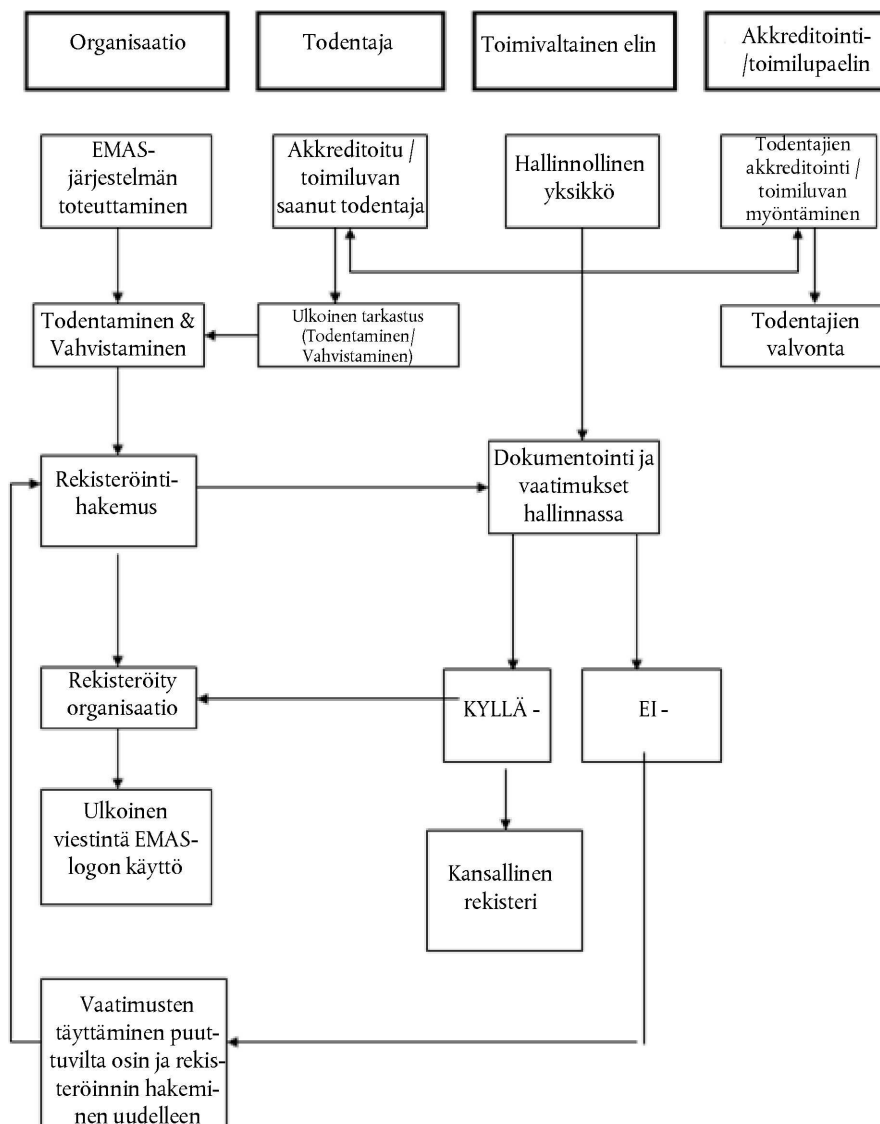 Organisaatio
Todentaja
Toimivaltainen elin
Akkreditointi-
/toimilupaelin
EMAS-
järjestelmän
toteuttaminen
Akkreditoitu /
toimiluvan
saanut todentaja
Hallinnollinen
yksikkö
Todentajien
akkreditointi /
toimiluvan
myöntäminen
Todentaminen &
Vahvistaminen
Ulkoinen tarkastus
(Todentaminen/
Vahvistaminen)
Todentajien
valvonta
Rekisteröinti-
hakemus
Dokumentointi ja
vaatimukset
hallinnassa
Rekisteröity
organisaatio
KYLLÄ -
EI -
Ulkoinen
viestintä EMAS-
logon käyttö
Kansallinen
rekisteri
Vaatimusten
täyttäminen puut-
tuvilta osin ja rekis-
teröinnin hakemi-
nen uudelleen